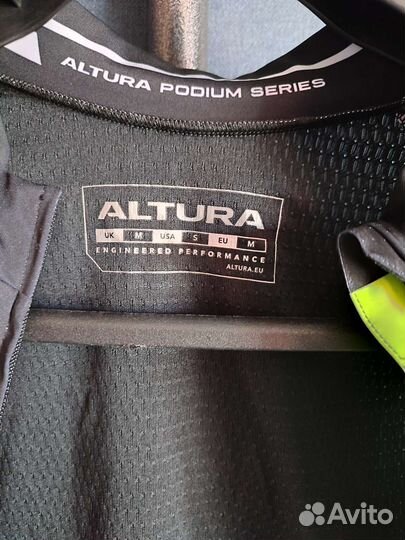 ALTURA PODIUM SERIES
ALTURA
UK M USA S EU M
ENGINEERED PERFORMANCE
ALTURA.EU
Avito